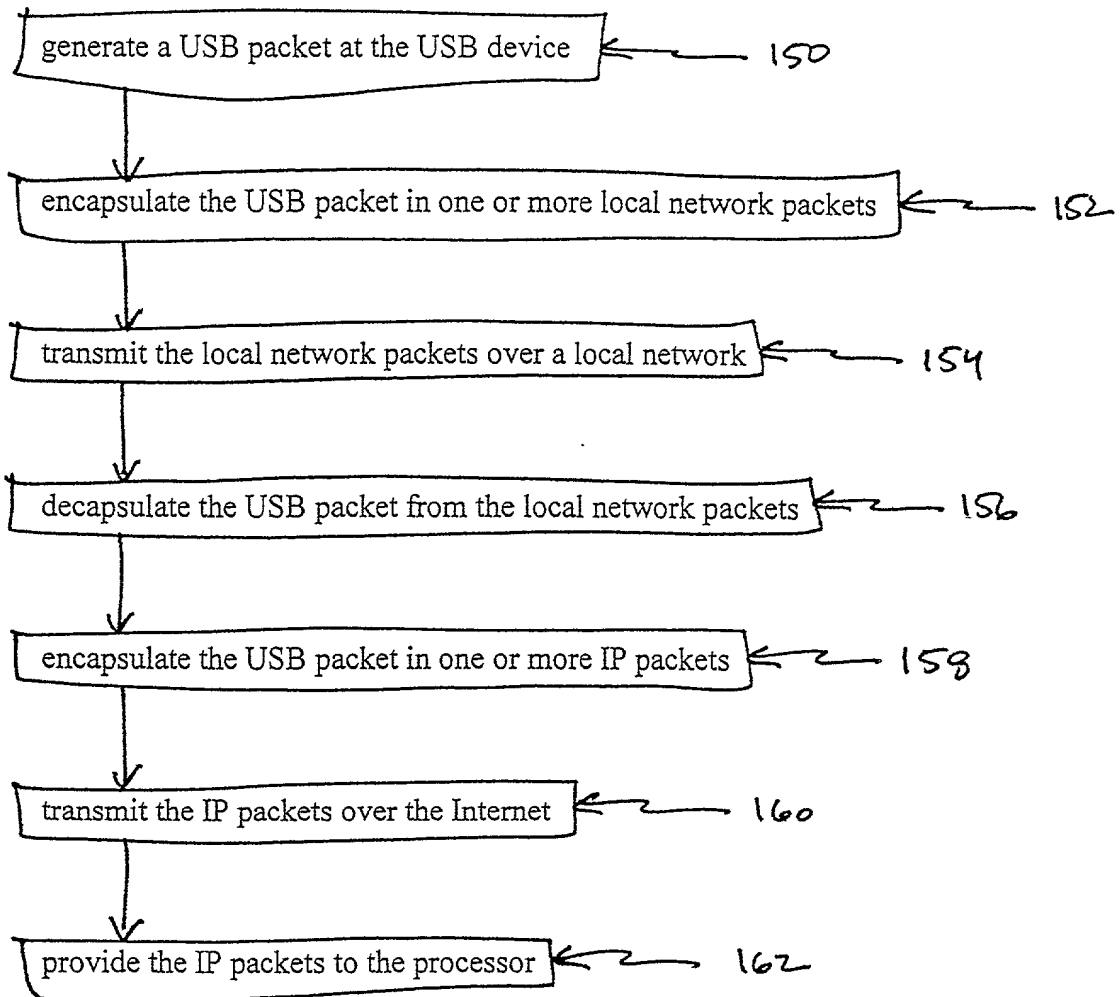 generate a USB packet at the USB device 150
encapsulate the USB packet in one or more local network packets 152
transmit the local network packets over a local network 154
decapsulate the USB packet from the local network packets 156
encapsulate the USB packet in one or more IP packets 158
transmit the IP packets over the Internet 160
provide the IP packets to the processor 162